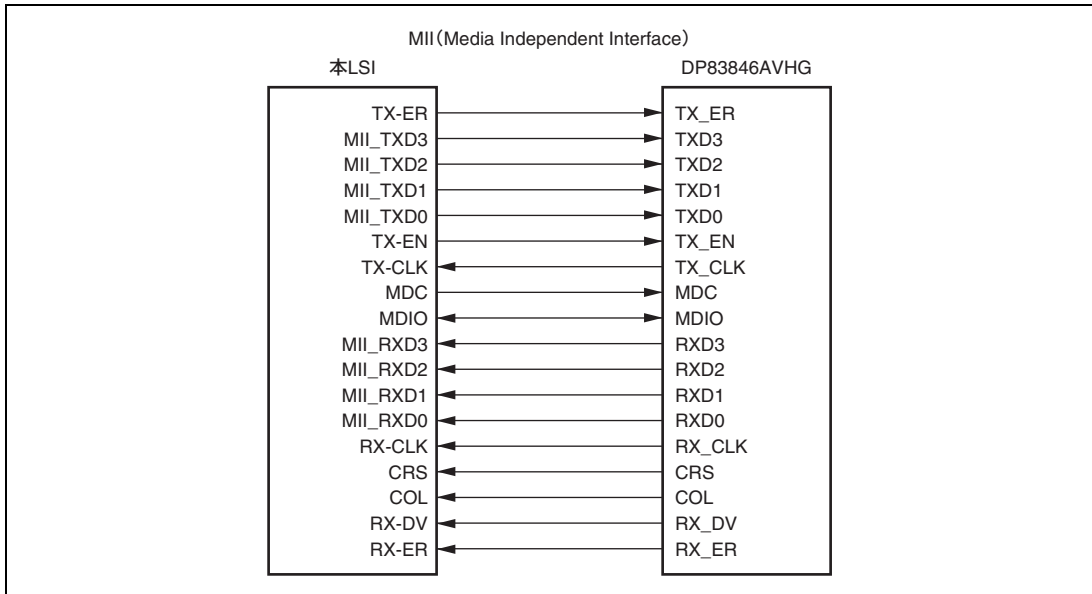 MII(Media Independent Interface)
本LSI DP83846AVHG
TX-ER TX_ER
MII_TXD3 TXD3
MII_TXD2 TXD2
MII_TXD1 TXD1
MII_TXD0 TXD0
TX-EN TX_EN
TX-CLK TX_CLK
MDC MDC
MDIO MDIO
MII_RXD3 RXD3
MII_RXD2 RXD2
MII_RXD1 RXD1
MII_RXD0 RXD0
RX-CLK RX_CLK
CRS CRS
COL COL
RX-DV RX_DV
RX-ER RX_ER